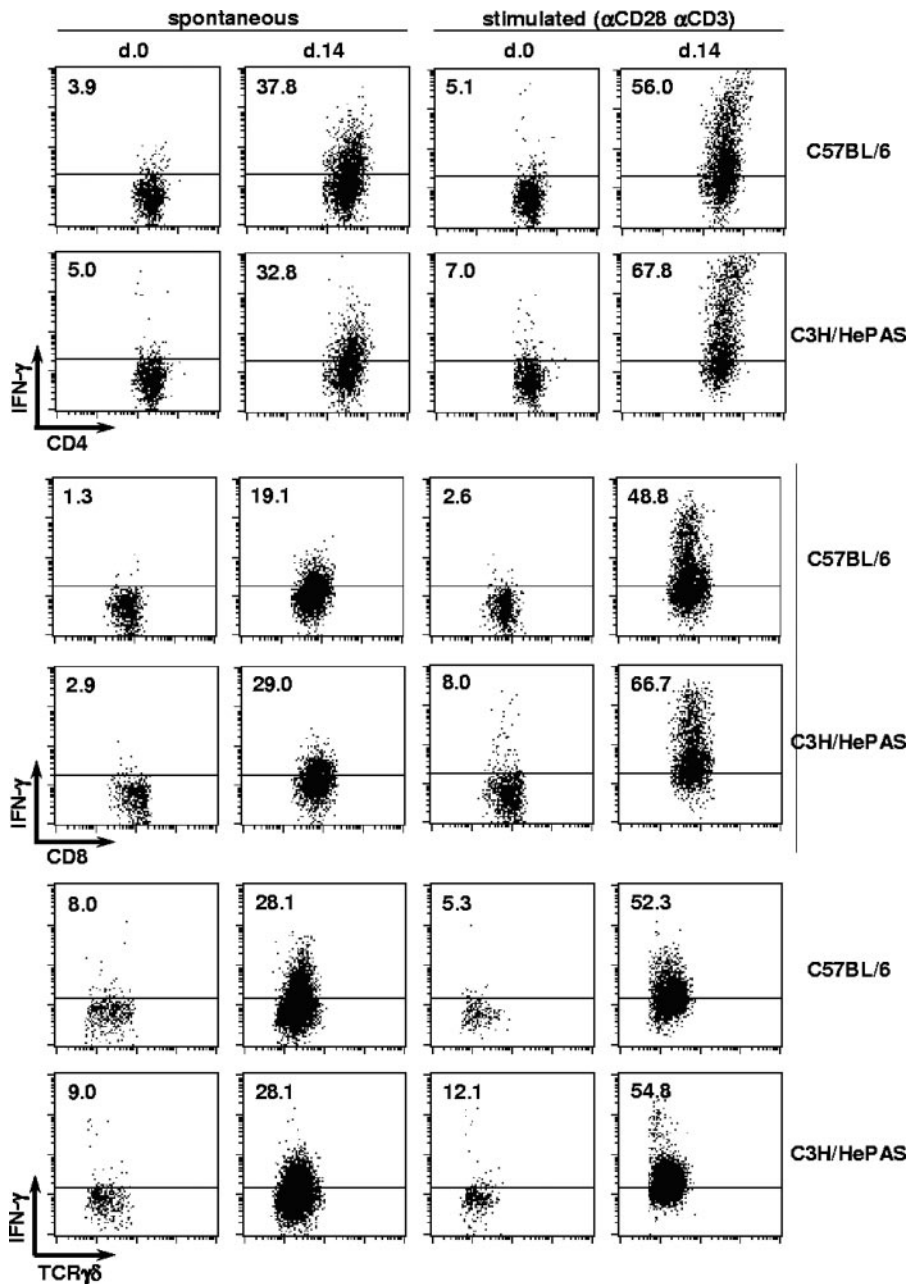 spontaneous stimulated (αCD28 αCD3)
d.0 d.14 d.0 d.14
3.9 37.8 5.1 56.0
C57BL/6
5.0 32.8 7.0 67.8
C3H/HePAS
IFN-γ
CD4
1.3 19.1 2.6 48.8
C57BL/6
2.9 29.0 8.0 66.7
C3H/HePAS
IFN-γ
CD8
8.0 28.1 5.3 52.3
C57BL/6
9.0 28.1 12.1 54.8
C3H/HePAS
IFN-γ
TCRγδ